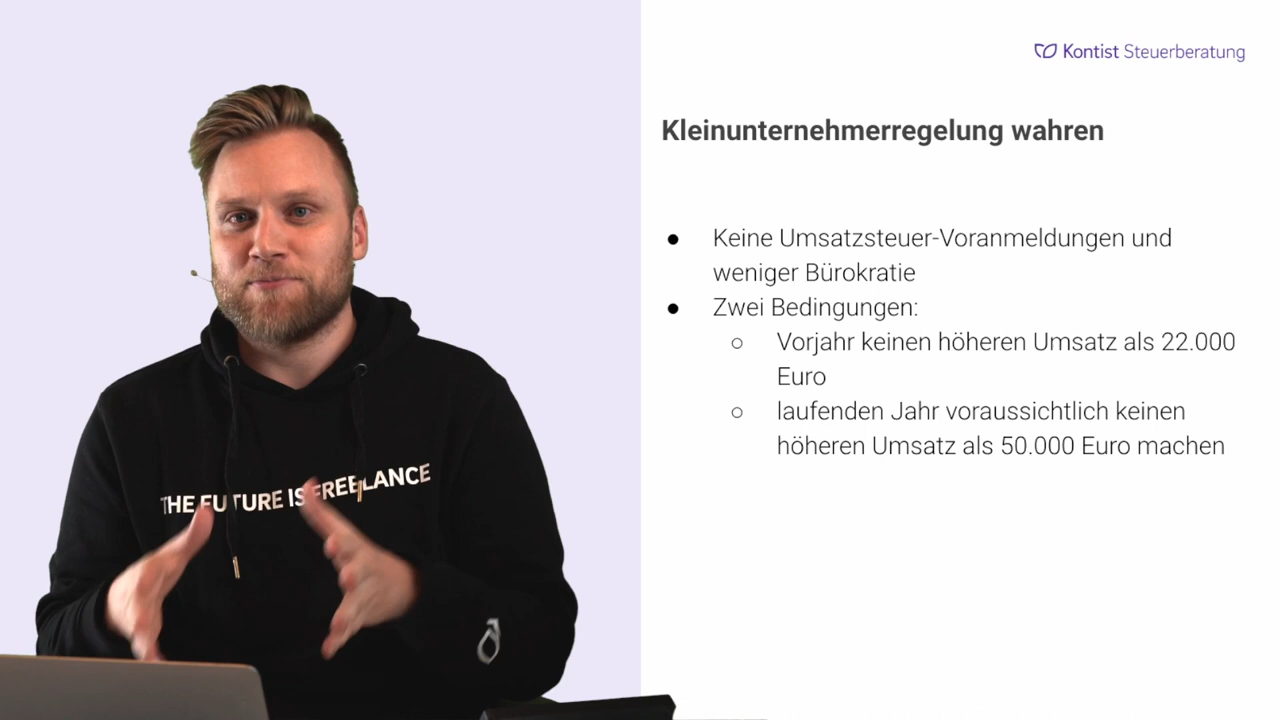 Kontist Steuerberatung
Kleinunternehmerregelung wahren
● Keine Umsatzsteuer-Voranmeldungen und
weniger Bürokratie
● Zwei Bedingungen:
○ Vorjahr keinen höheren Umsatz als 22.000
Euro
○ laufenden Jahr voraussichtlich keinen
höheren Umsatz als 50.000 Euro machen
THE FUTURE IS FREELANCE